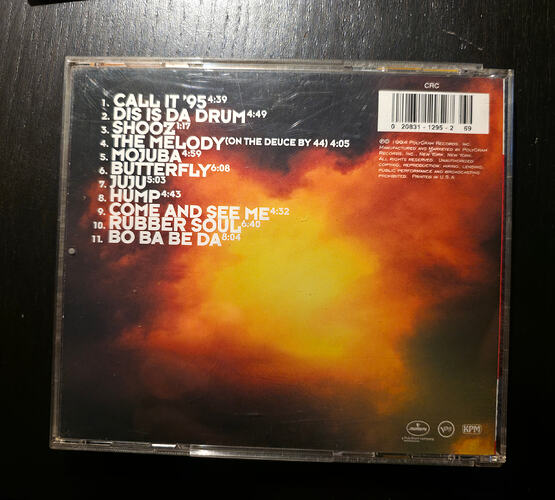 1. CALL IT '95 4:39
2. DIS IS DA DRUM 4:49
3. SHOOZ 1:17
4. THE MELODY (ON THE DEUCE BY 44) 4:05
5. MOJUBA 4:59
6. BUTTERFLY 6:08
7. JUJU 5:03
8. HUMP 4:43
9. COME AND SEE ME 4:32
10. RUBBER SOUL 6:40
11. BO BA BE DA 8:04
CRC
0 20831-1295-2 69
℗© 1994 POLYGRAM RECORDS, INC.
MANUFACTURED AND MARKETED BY POLYGRAM
RECORDS, INC., NEW YORK, NEW YORK.
ALL RIGHTS RESERVED. UNAUTHORIZED
COPYING, REPRODUCTION, HIRING, LENDING,
PUBLIC PERFORMANCE AND BROADCASTING
PROHIBITED. PRINTED IN U.S.A.
mercury
a PolyGram company
VERVE
KPM